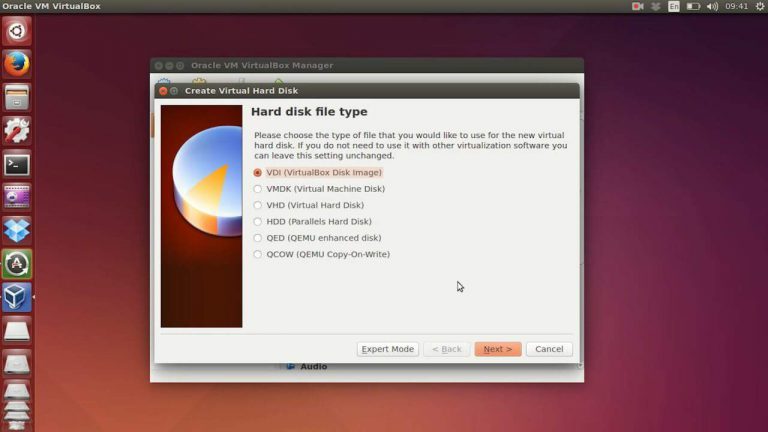 Oracle VM VirtualBox
En
09:41
Oracle VM VirtualBox Manager
Create Virtual Hard Disk
Hard disk file type
Please choose the type of file that you would like to use for the new virtual
hard disk. If you do not need to use it with other virtualization software you
can leave this setting unchanged.
VDI (VirtualBox Disk Image)
VMDK (Virtual Machine Disk)
VHD (Virtual Hard Disk)
HDD (Parallels Hard Disk)
QED (QEMU enhanced disk)
QCOW (QEMU Copy-On-Write)
Expert Mode
< Back
Next >
Cancel
Audio